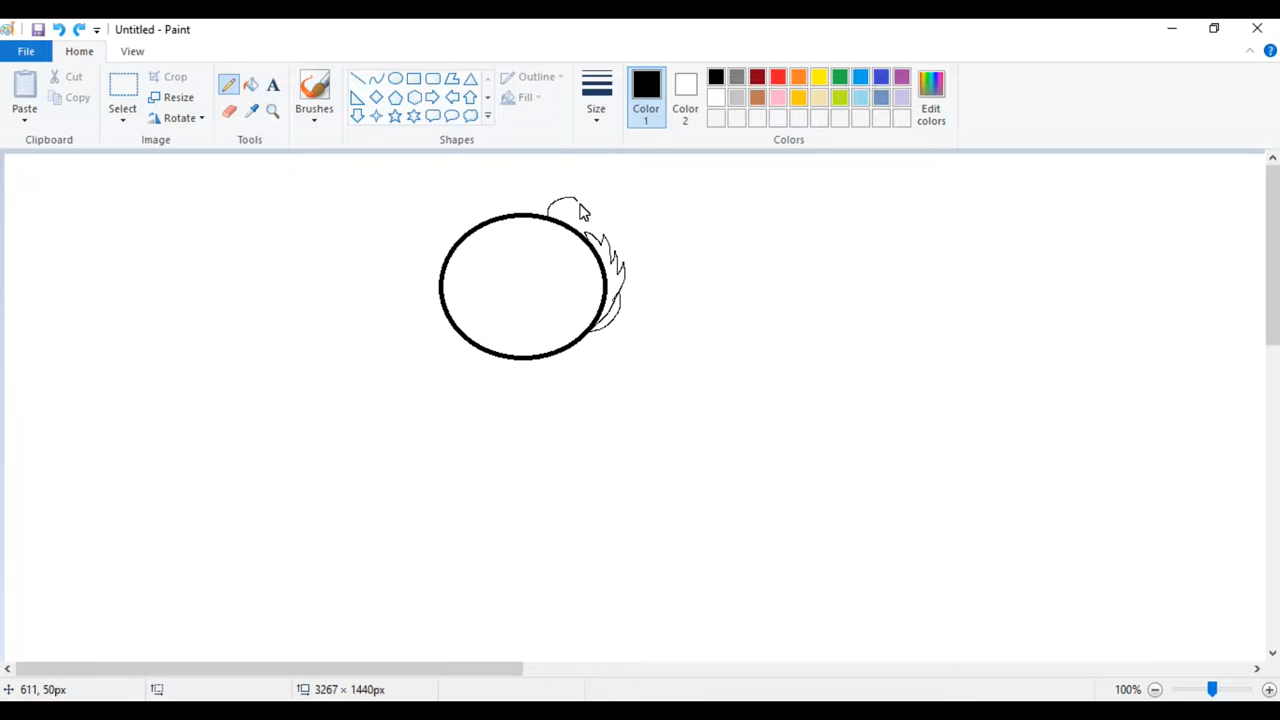 Untitled - Paint
File Home View
Paste Cut Copy Select Crop Resize Rotate A Brushes Outline Fill Size Color 1 Color 2 Edit colors
Clipboard Image Tools Shapes Colors
611, 50px 3267 × 1440px 100%